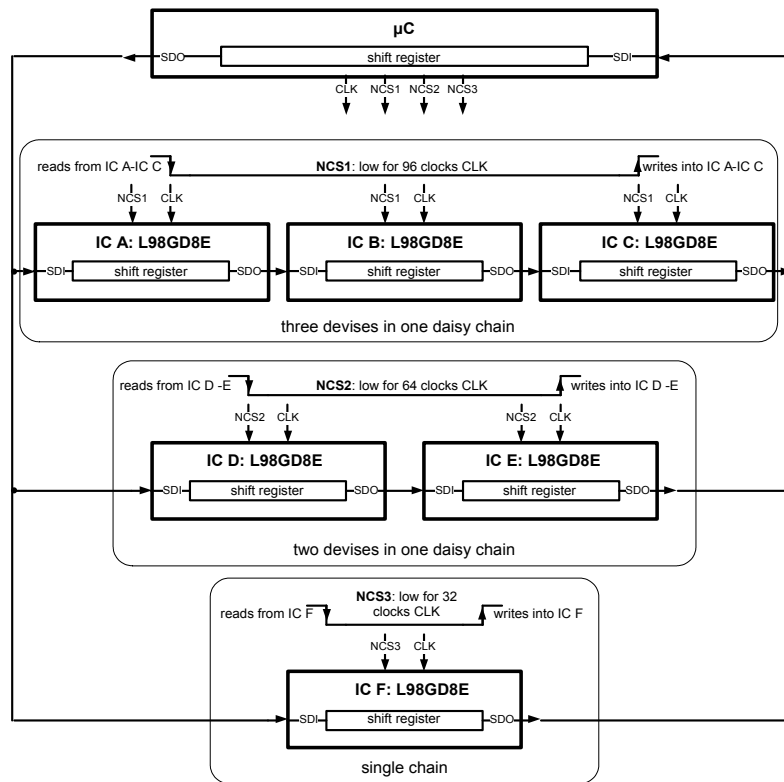 µC
SDO
shift register
SDI
CLK
NCS1
NCS2
NCS3
reads from IC A-IC C
NCS1: low for 96 clocks CLK
writes into IC A-IC C
NCS1
CLK
NCS1
CLK
NCS1
CLK
IC A: L98GD8E
IC B: L98GD8E
IC C: L98GD8E
SDI
shift register
SDO
SDI
shift register
SDO
SDI
shift register
SDO
three devises in one daisy chain
reads from IC D -E
NCS2: low for 64 clocks CLK
writes into IC D -E
NCS2
CLK
NCS2
CLK
IC D: L98GD8E
IC E: L98GD8E
SDI
shift register
SDO
SDI
shift register
SDO
two devises in one daisy chain
NCS3: low for 32
clocks CLK
reads from IC F
writes into IC F
NCS3
CLK
IC F: L98GD8E
SDI
shift register
SDO
single chain